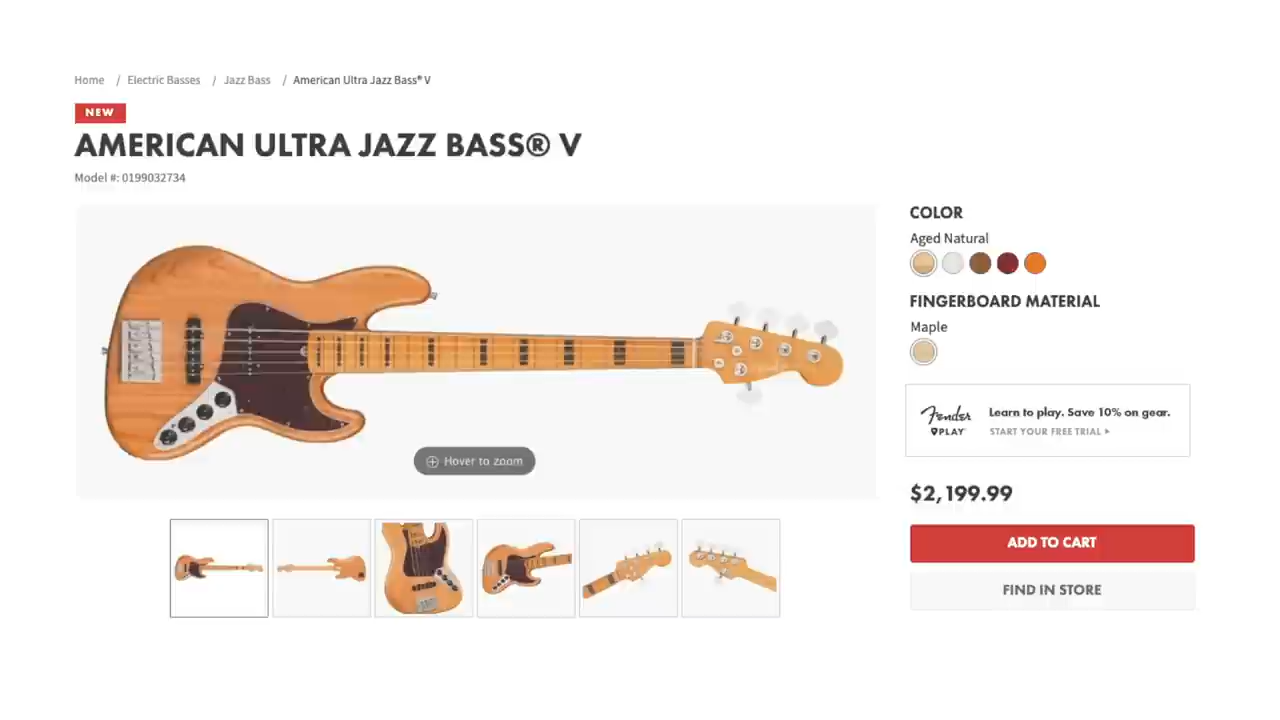 Home / Electric Basses / Jazz Bass / American Ultra Jazz Bass® V
NEW
AMERICAN ULTRA JAZZ BASS® V
Model #: 0199032734
COLOR
Aged Natural
FINGERBOARD MATERIAL
Maple
Fender
PLAY
Learn to play. Save 10% on gear.
START YOUR FREE TRIAL ▸
Hover to zoom
$2,199.99
ADD TO CART
FIND IN STORE